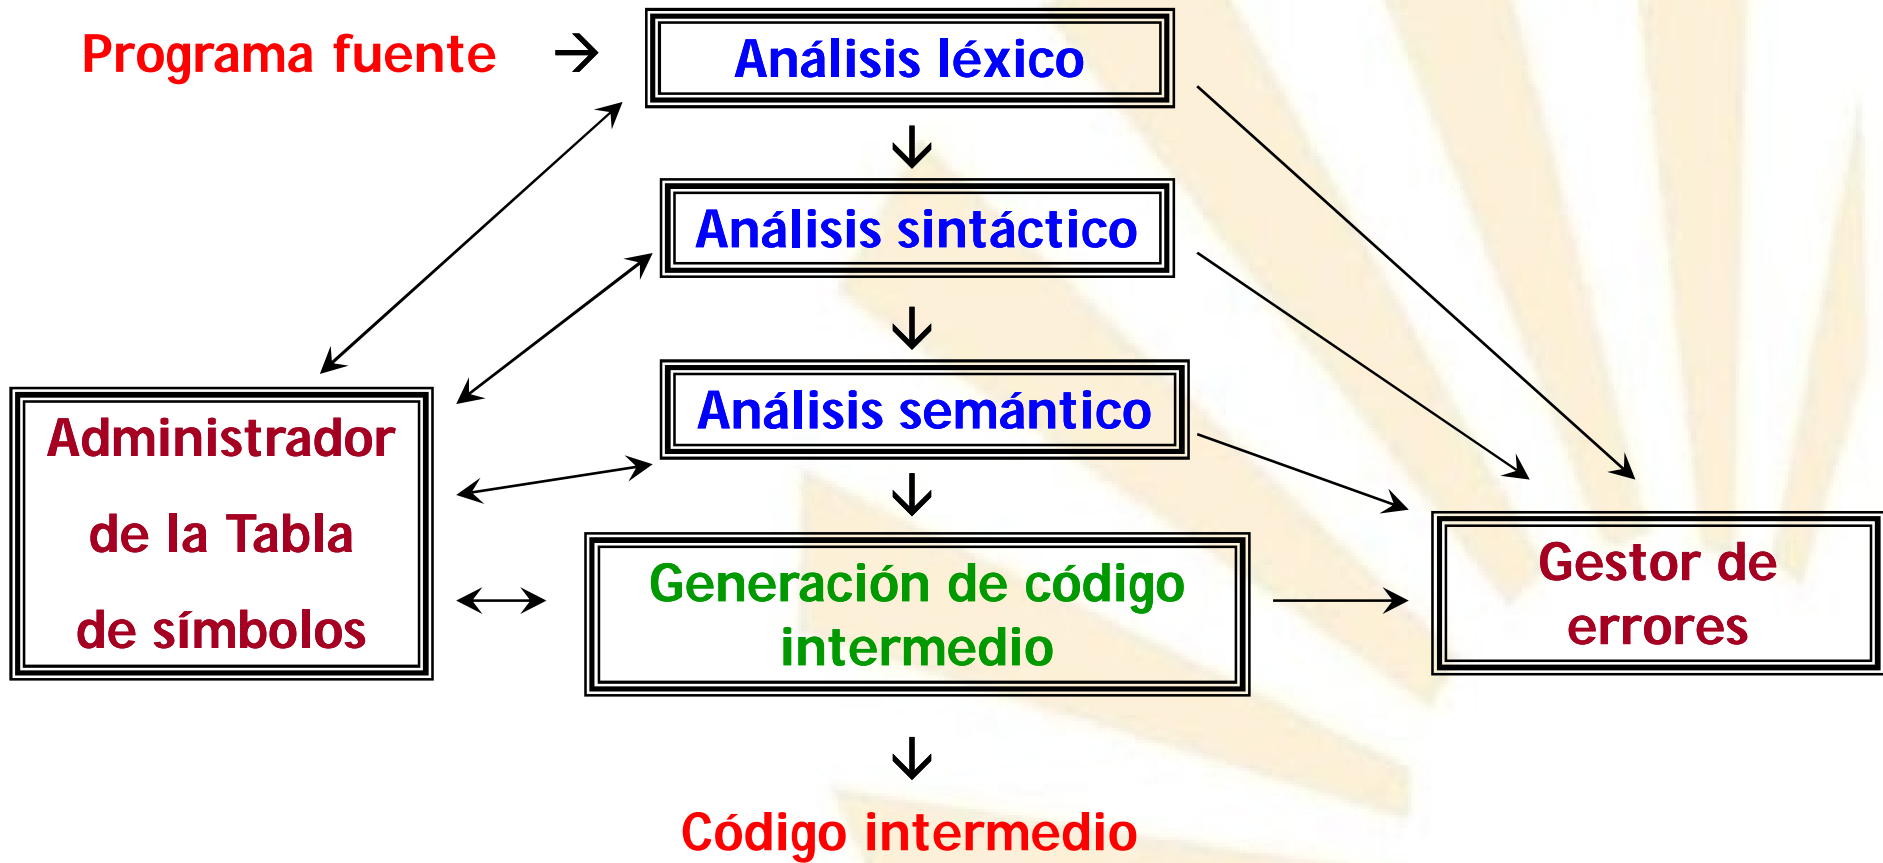 Programa fuente → Análisis léxico
Análisis sintáctico
Análisis semántico
Administrador
de la Tabla
de símbolos
Generación de código
intermedio
Gestor de
errores
Código intermedio